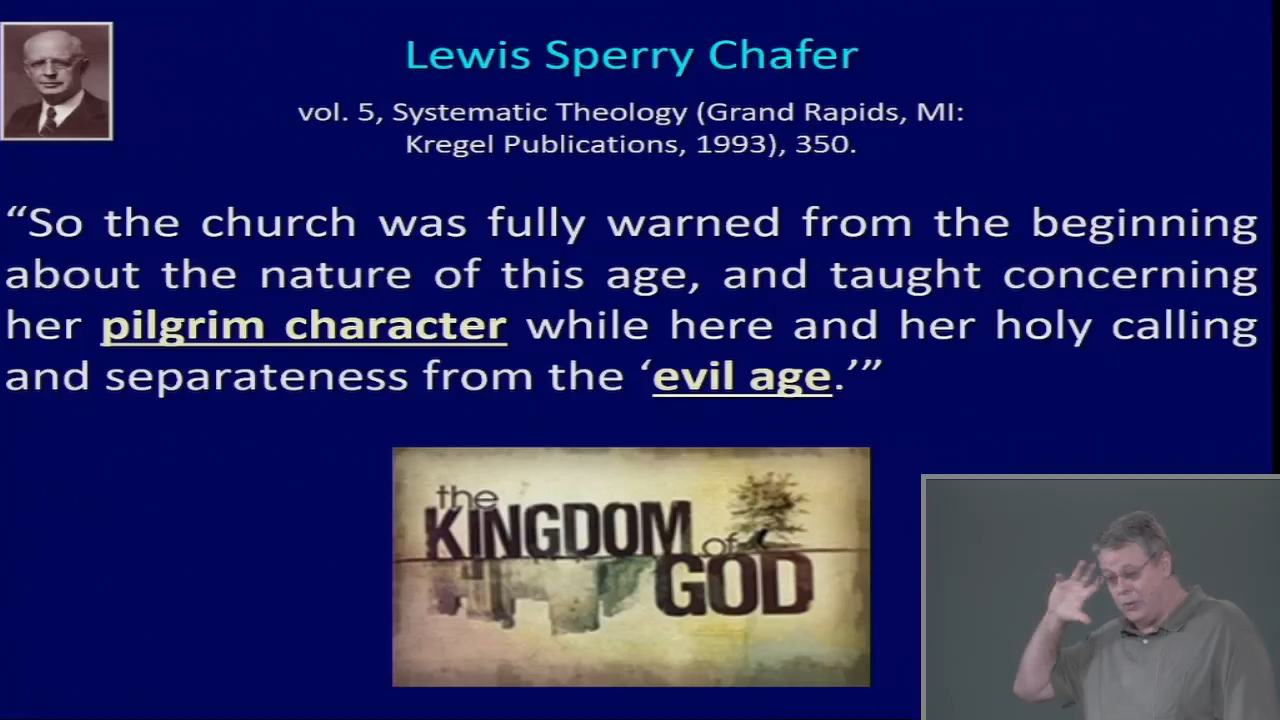 Lewis Sperry Chafer
vol. 5, Systematic Theology (Grand Rapids, MI:
Kregel Publications, 1993), 350.
“So the church was fully warned from the beginning
about the nature of this age, and taught concerning
her pilgrim character while here and her holy calling
and separateness from the ‘evil age.’”
the
KINGDOM of
GOD